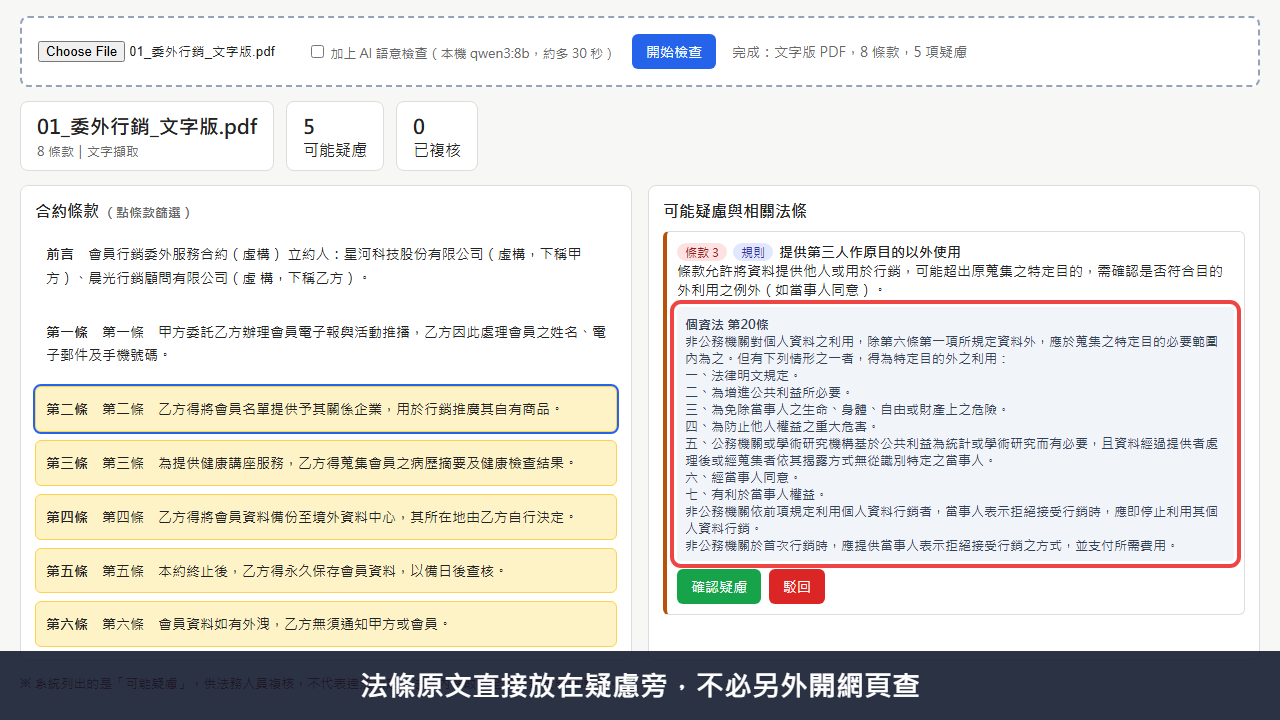 Choose File 01_委外行銷_文字版.pdf
加上 AI 語意檢查（本機 qwen3:8b，約多 30 秒）
開始檢查
完成：文字版 PDF，8 條款，5 項疑慮
01_委外行銷_文字版.pdf
8 條款 | 文字擷取
5
可能疑慮
0
已複核
合約條款（點條款篩選）
前言　會員行銷委外服務合約（虛構） 立約人：星河科技股份有限公司（虛構，下稱甲
方）、晨光行銷顧問有限公司（虛 構，下稱乙方）。
第一條　第一條　甲方委託乙方辦理會員電子報與活動推播，乙方因此處理會員之姓名、電
子郵件及手機號碼。
第二條　第二條　乙方得將會員名單提供予其關係企業，用於行銷推廣其自有商品。
第三條　第三條　為提供健康講座服務，乙方得蒐集會員之病歷摘要及健康檢查結果。
第四條　第四條　乙方得將會員資料備份至境外資料中心，其所在地由乙方自行決定。
第五條　第五條　本約終止後，乙方得永久保存會員資料，以備日後查核。
第六條　第六條　會員資料如有外洩，乙方無須通知甲方或會員。
可能疑慮與相關法條
條款 3 規則 提供第三人作原目的以外使用
條款允許將資料提供他人或用於行銷，可能超出原蒐集之特定目的，需確認是否符合目的
外利用之例外（如當事人同意）。
個資法 第20條
非公務機關對個人資料之利用，除第六條第一項所規定資料外，應於蒐集之特定目的必要範圍
內為之。但有下列情形之一者，得為特定目的外之利用：
一、法律明文規定。
二、為增進公共利益所必要。
三、為免除當事人之生命、身體、自由或財產上之危險。
四、為防止他人權益之重大危害。
五、公務機關或學術研究機構基於公共利益為統計或學術研究而有必要，且資料經過提供者處
理後或經蒐集者依其揭露方式無從識別特定之當事人。
六、經當事人同意。
七、有利於當事人權益。
非公務機關依前項規定利用個人資料行銷者，當事人表示拒絕接受行銷時，應即停止利用其個
人資料行銷。
非公務機關於首次行銷時，應提供當事人表示拒絕接受行銷之方式，並支付所需費用。
確認疑慮
駁回
※ 系統列出的是「可能疑慮」，供法務人員複核，不代表違
法條原文直接放在疑慮旁，不必另外開網頁查